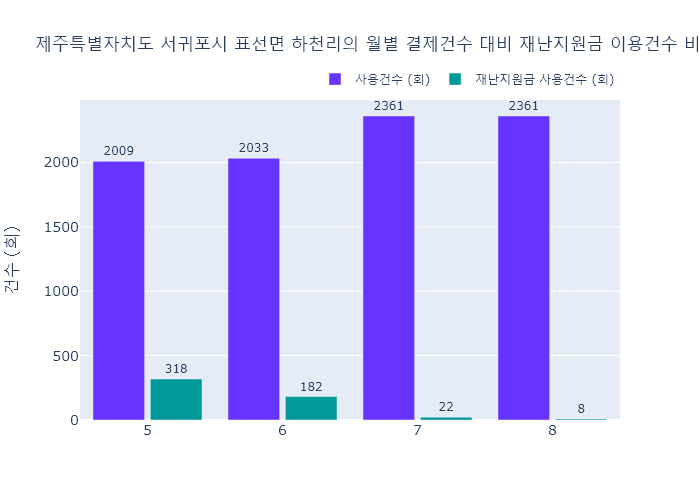 제주특별자치도 서귀포시 표선면 하천리의 월별 결제건수 대비 재난지원금 이용건수 비
사용건수 (회) 재난지원금 사용건수 (회)
2361 2361
2009 2033
2000
1500
건수 (회)
1000
500
318 182 22 8
0
5 6 7 8